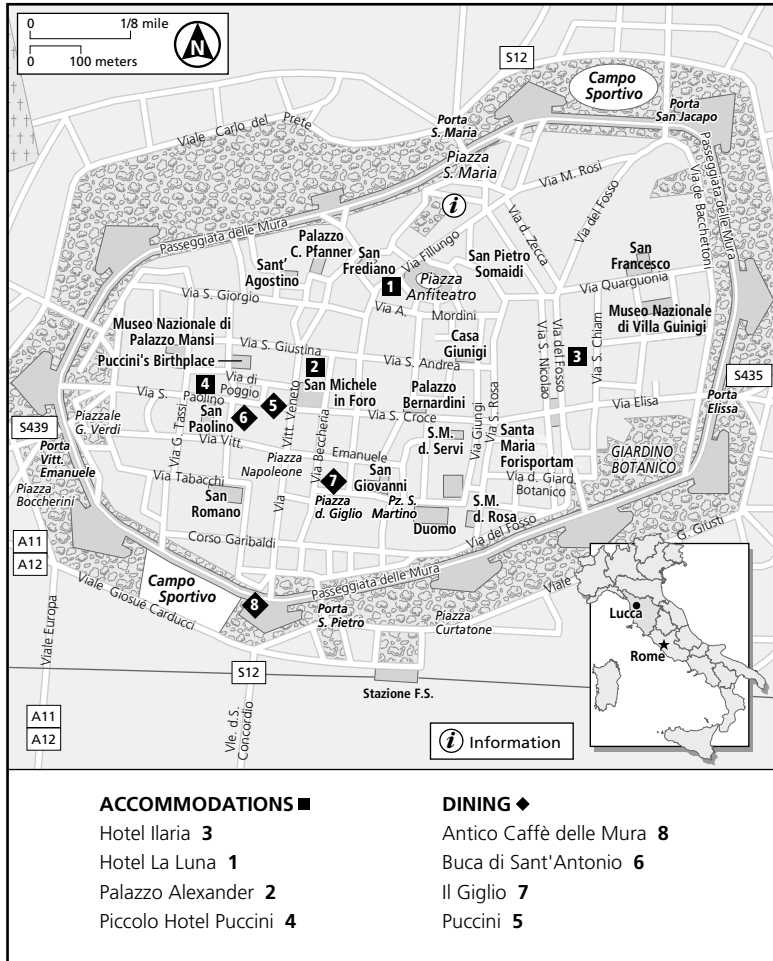 0 1/8 mile
0 100 meters
N
S12
Campo
Sportivo
Porta
San Jacapo
Porta
S. Maria
Viale Carlo del Prete
Piazza
S. Maria
i
Via M. Rosi
Passeggiata delle Mura
Via de Bacchettoni
Via del Fosso
Via d. Zecca
Passeggiata delle Mura
Palazzo
C. Pfanner
San
Frediano
Via Fillungo
San Pietro
Somaidi
San
Francesco
Sant'
Agostino
1
Piazza
Anfiteatro
Via Quarguonia
Via S. Giorgio
Via A.
Mordini
Museo Nazionale
di Villa Guinigi
Museo Nazionale di
Palazzo Mansi
Via S. Giustina
Casa
Giunigi
Via S. Nicolao
Via del Fosso
Via S. Chiam
3
Puccini's Birthplace
2
Via S. Andrea
S435
4
Via di
Poggio
San Michele
in Foro
Palazzo
Bernardini
Via S.
Paolino
5
6
San
Paolino
Via S. Croce
Via Elisa
Porta
Elissa
Piazzale
G. Verdi
S439
Via G. Tassi
Via Vitt.
Vitt. Veneto
Via Beccheria
Emanuele
S.M.
d. Servi
Via Giungi
Via S. Rosa
Santa
Maria
Forisportam
GIARDINO
BOTANICO
Porta
Vitt.
Emanuele
Piazza
Napoleone
Piazza
Boccherini
Via Tabacchi
7
San
Giovanni
Via d. Giard.
Botanico
San
Romano
Via
Piazza
d. Giglio
Pz. S.
Martino
S.M.
d. Rosa
Duomo
Via del Fosso
Corso Garibaldi
G. Giusti
A11
A12
Campo
Sportivo
Passeggiata delle Mura
Viale
8
Porta
S. Pietro
Piazza
Curtatone
Viale Giosuè Carducci
Viale Europa
Lucca
Rome
S12
Stazione F.S.
A11
A12
Vle. d.S.
Concordio
i Information
ACCOMMODATIONS ■
Hotel Ilaria 3
Hotel La Luna 1
Palazzo Alexander 2
Piccolo Hotel Puccini 4
DINING ◆
Antico Caffè delle Mura 8
Buca di Sant'Antonio 6
Il Giglio 7
Puccini 5